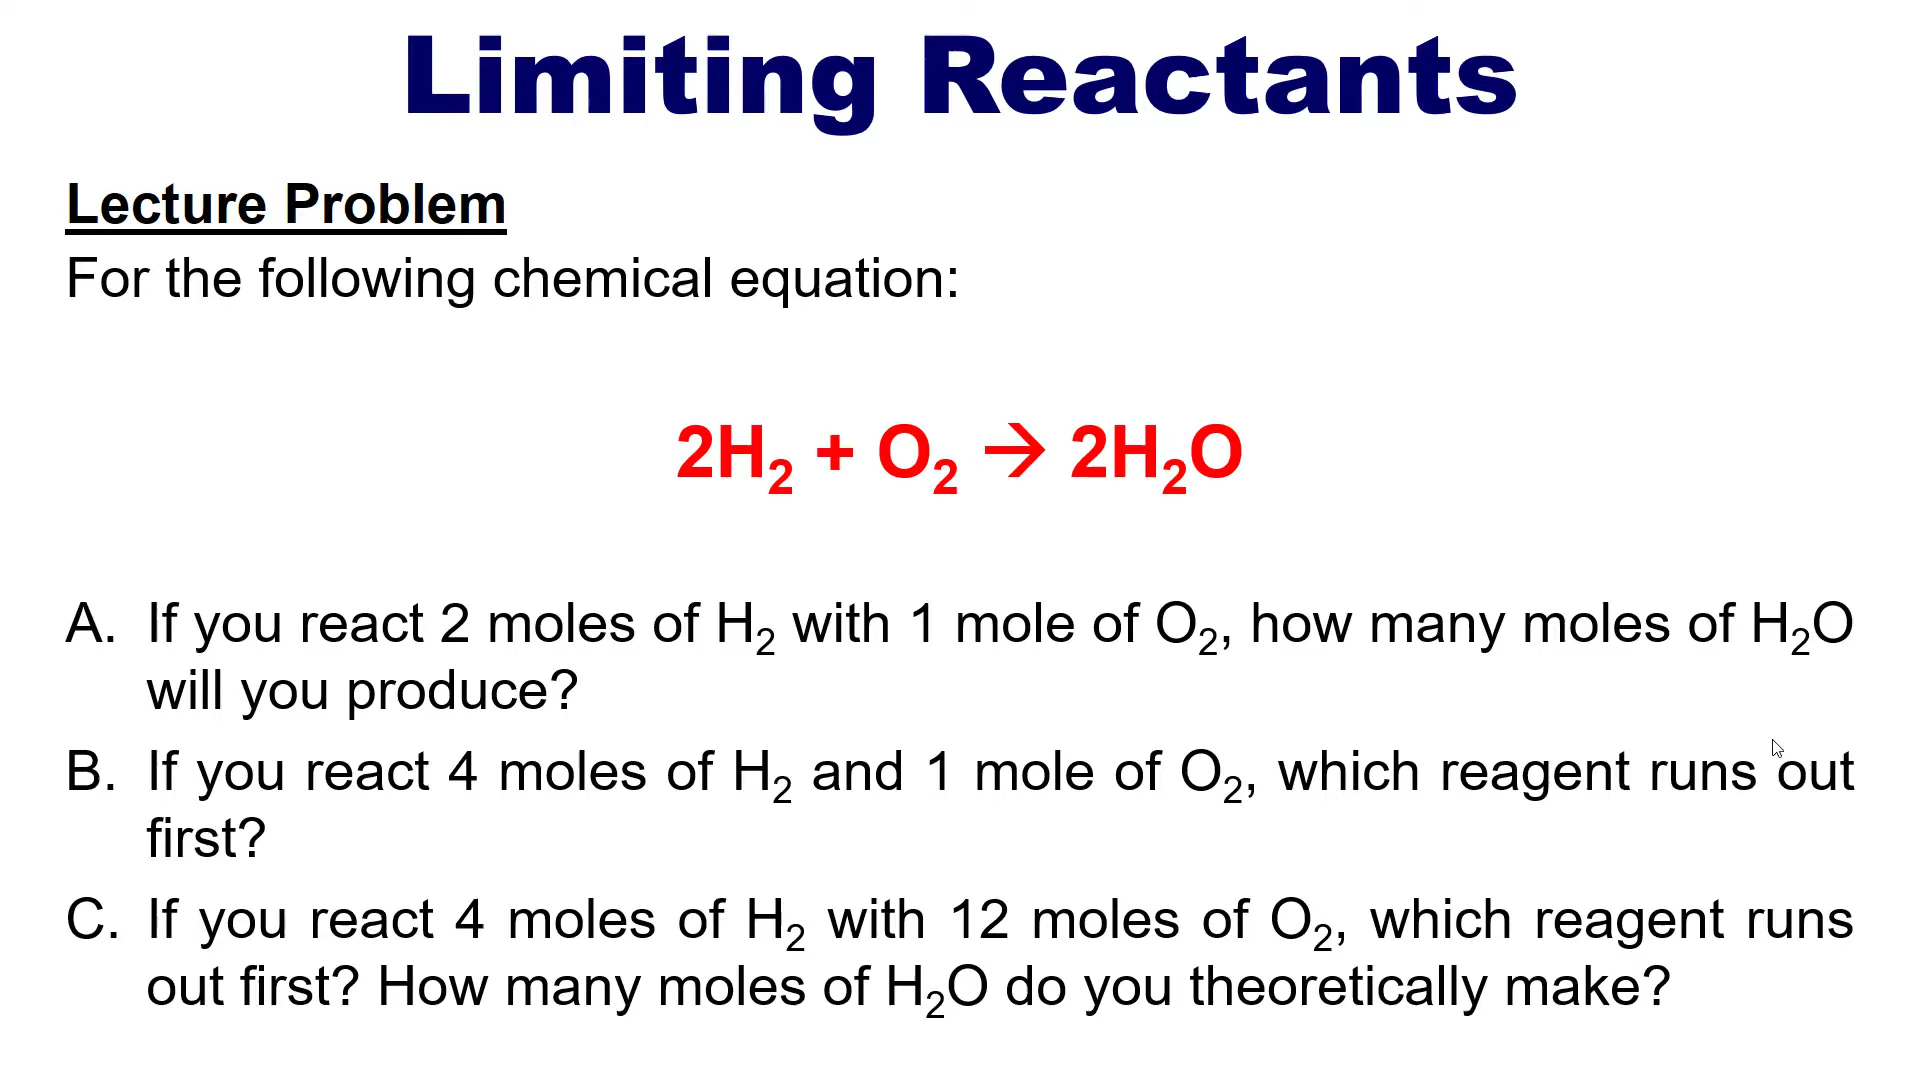 Limiting Reactants
Lecture Problem
For the following chemical equation:
2H₂ + O₂ → 2H₂O
A. If you react 2 moles of H₂ with 1 mole of O₂, how many moles of H₂O
will you produce?
B. If you react 4 moles of H₂ and 1 mole of O₂, which reagent runs out
first?
C. If you react 4 moles of H₂ with 12 moles of O₂, which reagent runs
out first? How many moles of H₂O do you theoretically make?